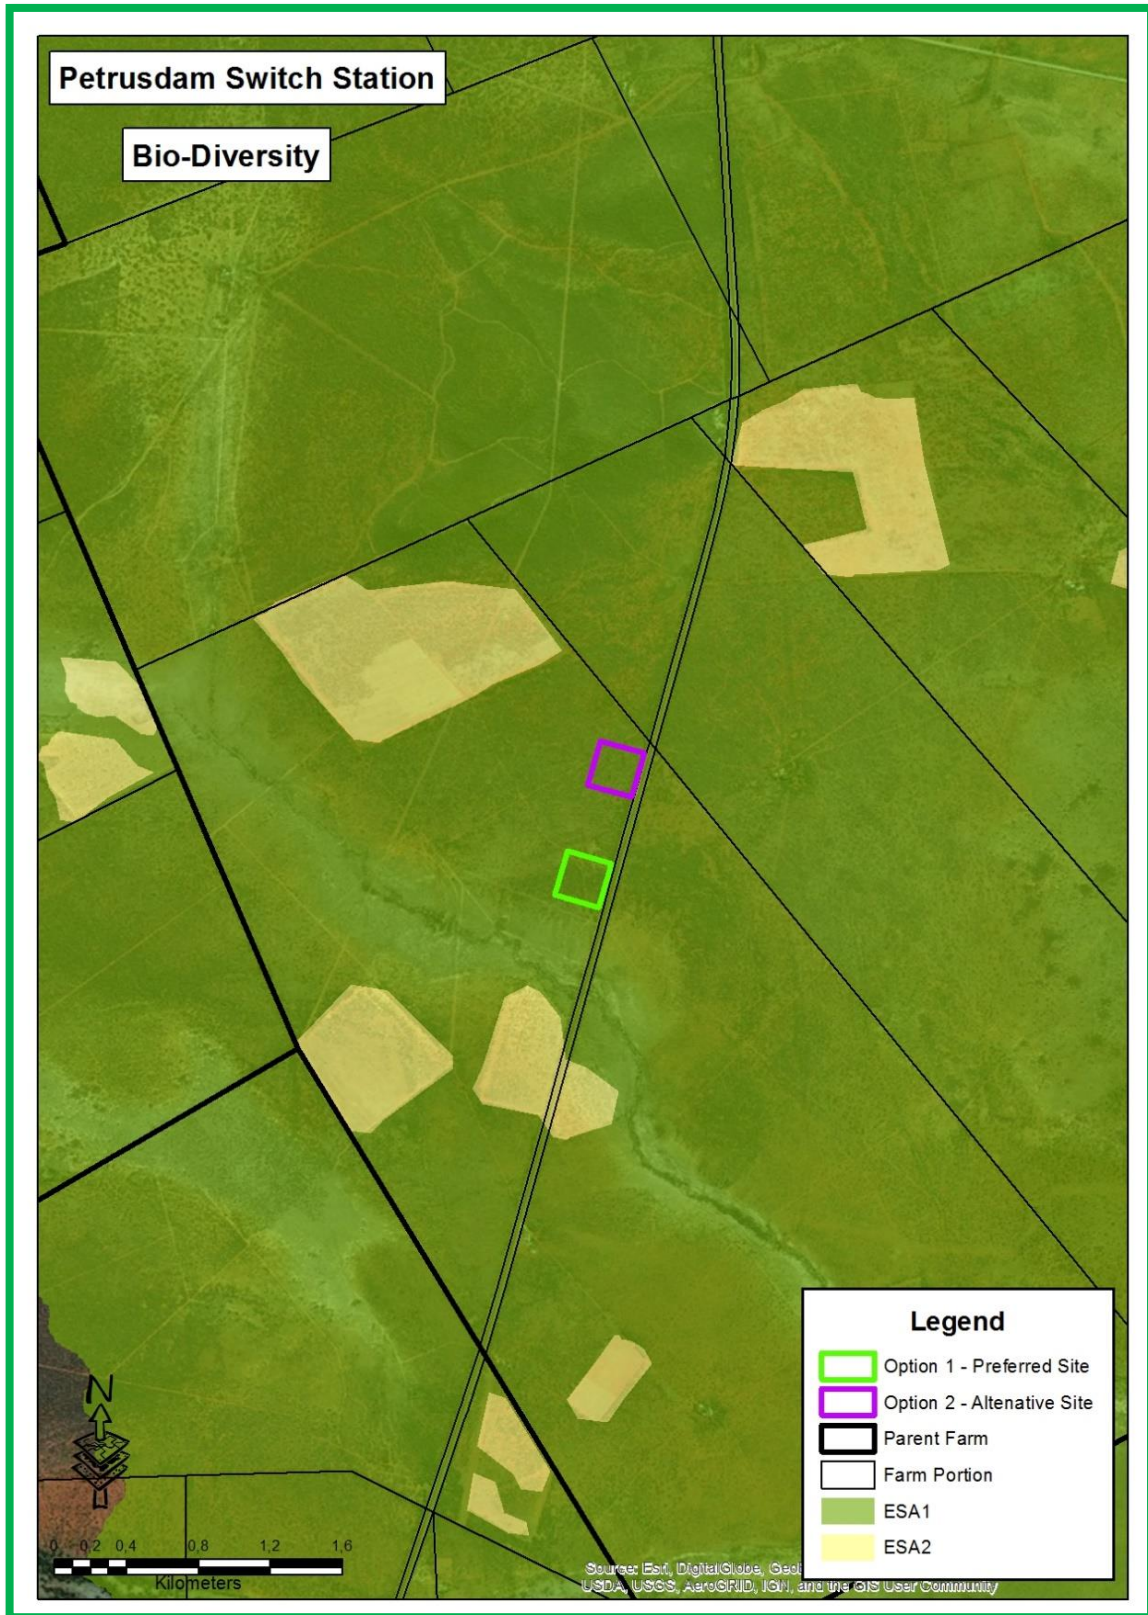 Petrusdam Switch Station
Bio-Diversity
Legend
Option 1 - Preferred Site
Option 2 - Altenative Site
Parent Farm
Farm Portion
ESA1
ESA2
N
0 0,2 0,4 0,8 1,2 1,6
Kilometers
Source: Esri, DigitalGlobe,
USDA, USGS, AeroGRID, IGN, and the GIS User Community